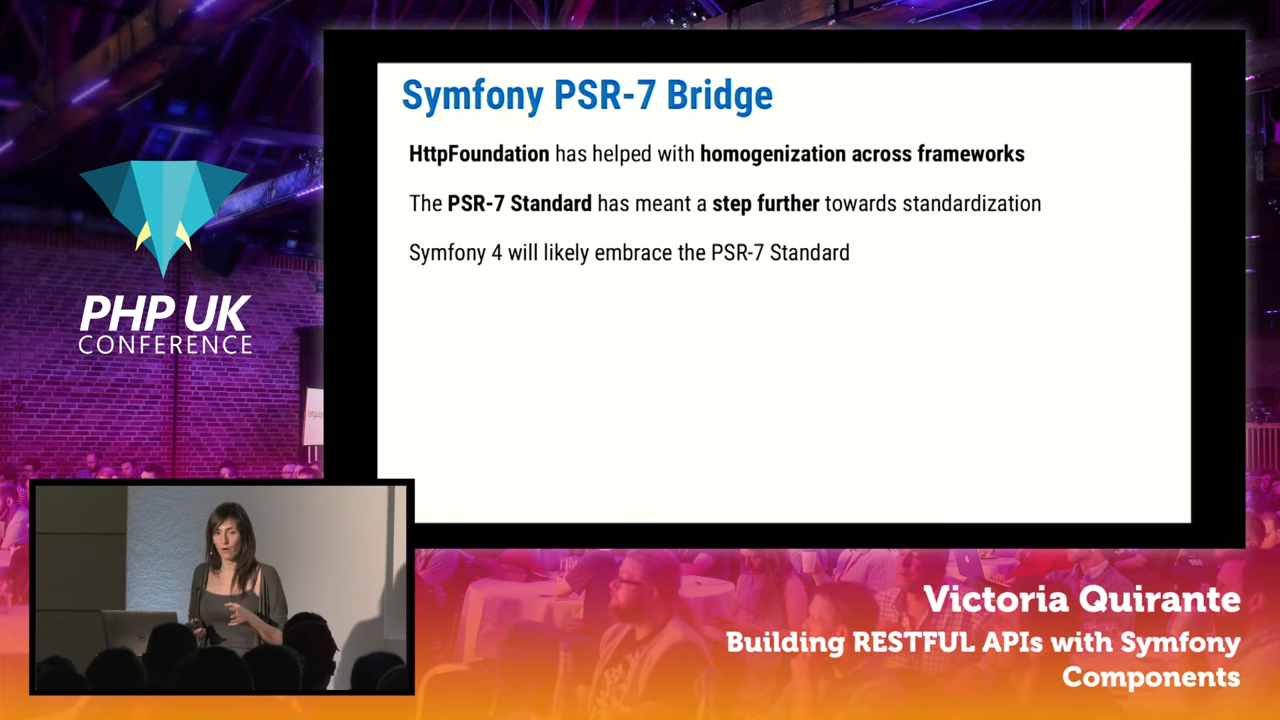 Symfony PSR-7 Bridge
HttpFoundation has helped with homogenization across frameworks
The PSR-7 Standard has meant a step further towards standardization
Symfony 4 will likely embrace the PSR-7 Standard
PHP UK
CONFERENCE
Victoria Quirante
Building RESTFUL APIs with Symfony
Components